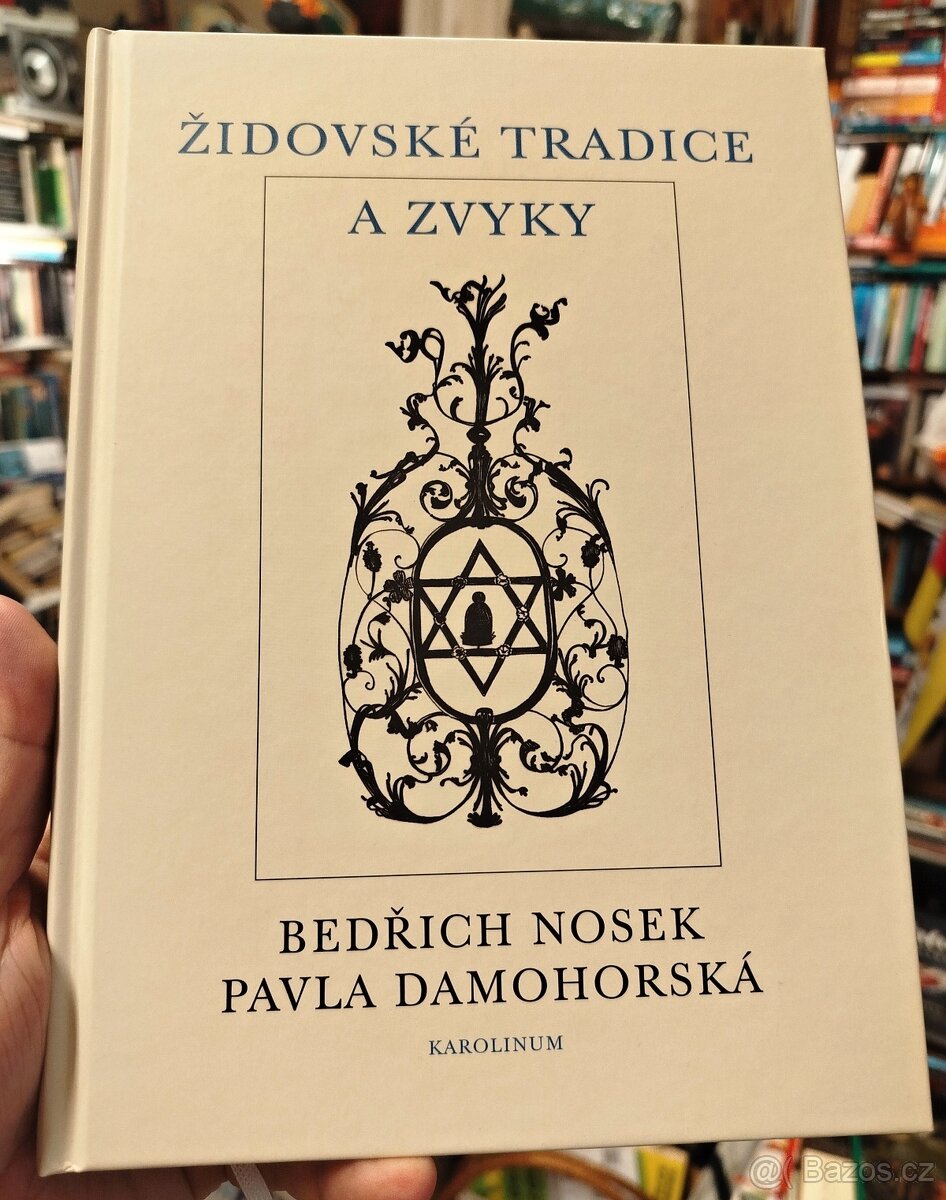 ŽIDOVSKÉ TRADICE
A ZVYKY
BEDŘICH NOSEK
PAVLA DAMOHORSKÁ
KAROLINUM
@( Bazos.cz